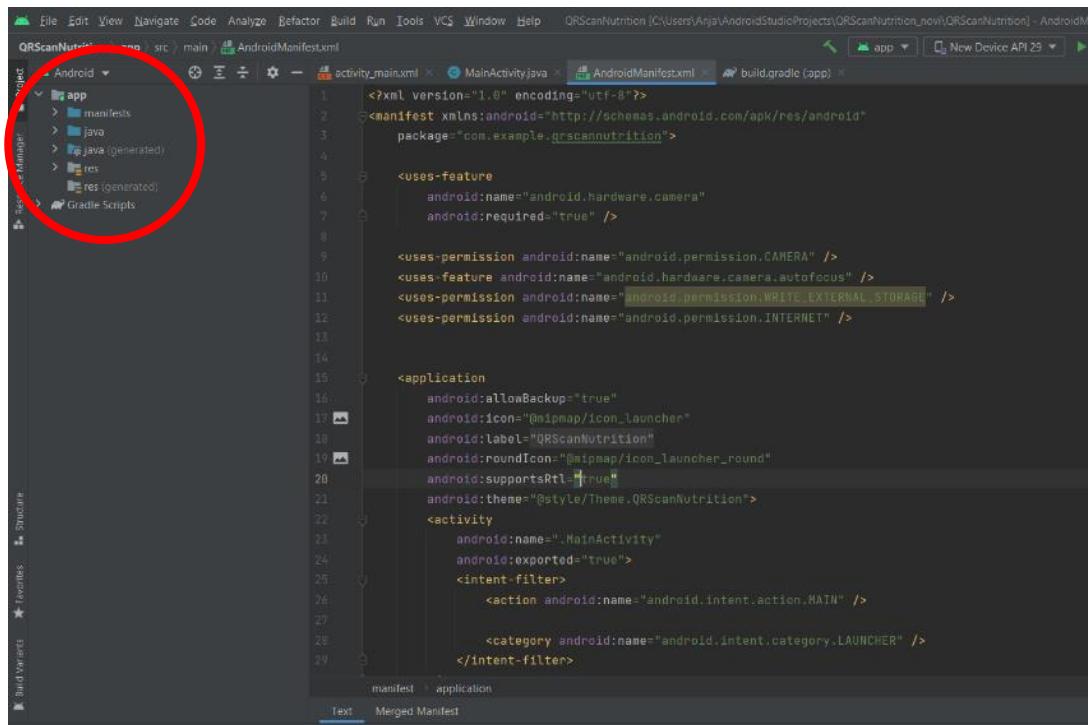 File Edit View Navigate Code Analyze Refactor Build Run Tools VCS Window Help QRScanNutrition [C:\Users\Anja\AndroidStudioProjects\QRScanNutrition_novi\QRScanNutrition] - AndroidM
QRScanNutrition app src main AndroidManifest.xml app New Device API 29
Project
Android
activity_main.xml MainActivity.java AndroidManifest.xml build.gradle (:app)
app
manifests
java
java (generated)
res
res (generated)
Gradle Scripts
Resource Manager
Structure
Favorites
Build Variants
1 <?xml version="1.0" encoding="utf-8"?>
2 <manifest xmlns:android="http://schemas.android.com/apk/res/android"
3 package="com.example.qrscannutrition">
4
5 <uses-feature
6 android:name="android.hardware.camera"
7 android:required="true" />
8
9 <uses-permission android:name="android.permission.CAMERA" />
10 <uses-feature android:name="android.hardware.camera.autofocus" />
11 <uses-permission android:name="android.permission.WRITE_EXTERNAL_STORAGE" />
12 <uses-permission android:name="android.permission.INTERNET" />
13
14
15 <application
16 android:allowBackup="true"
17 android:icon="@mipmap/icon_launcher"
18 android:label="QRScanNutrition"
19 android:roundIcon="@mipmap/icon_launcher_round"
20 android:supportsRtl="true"
21 android:theme="@style/Theme.QRScanNutrition">
22 <activity
23 android:name=".MainActivity"
24 android:exported="true">
25 <intent-filter>
26 <action android:name="android.intent.action.MAIN" />
27
28 <category android:name="android.intent.category.LAUNCHER" />
29 </intent-filter>
manifest application
Text Merged Manifest